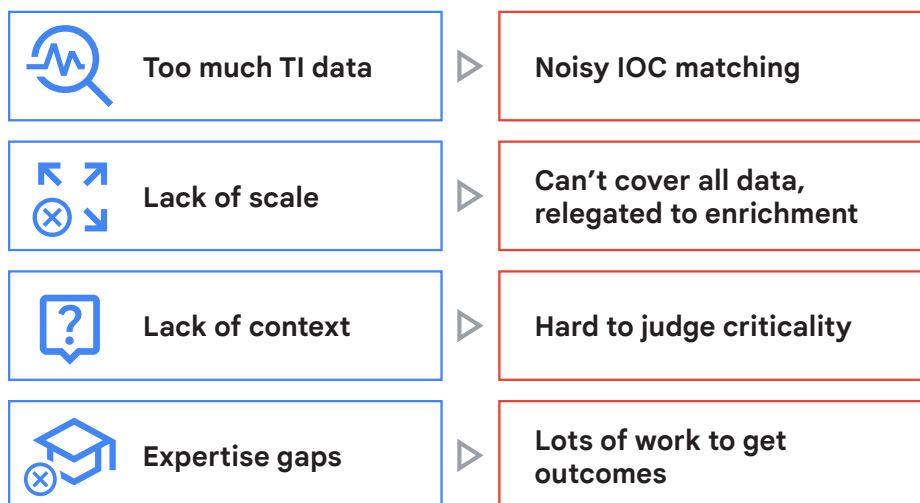 Too much TI data
Noisy IOC matching
Lack of scale
Can’t cover all data,
relegated to enrichment
?
Lack of context
Hard to judge criticality
Expertise gaps
Lots of work to get
outcomes